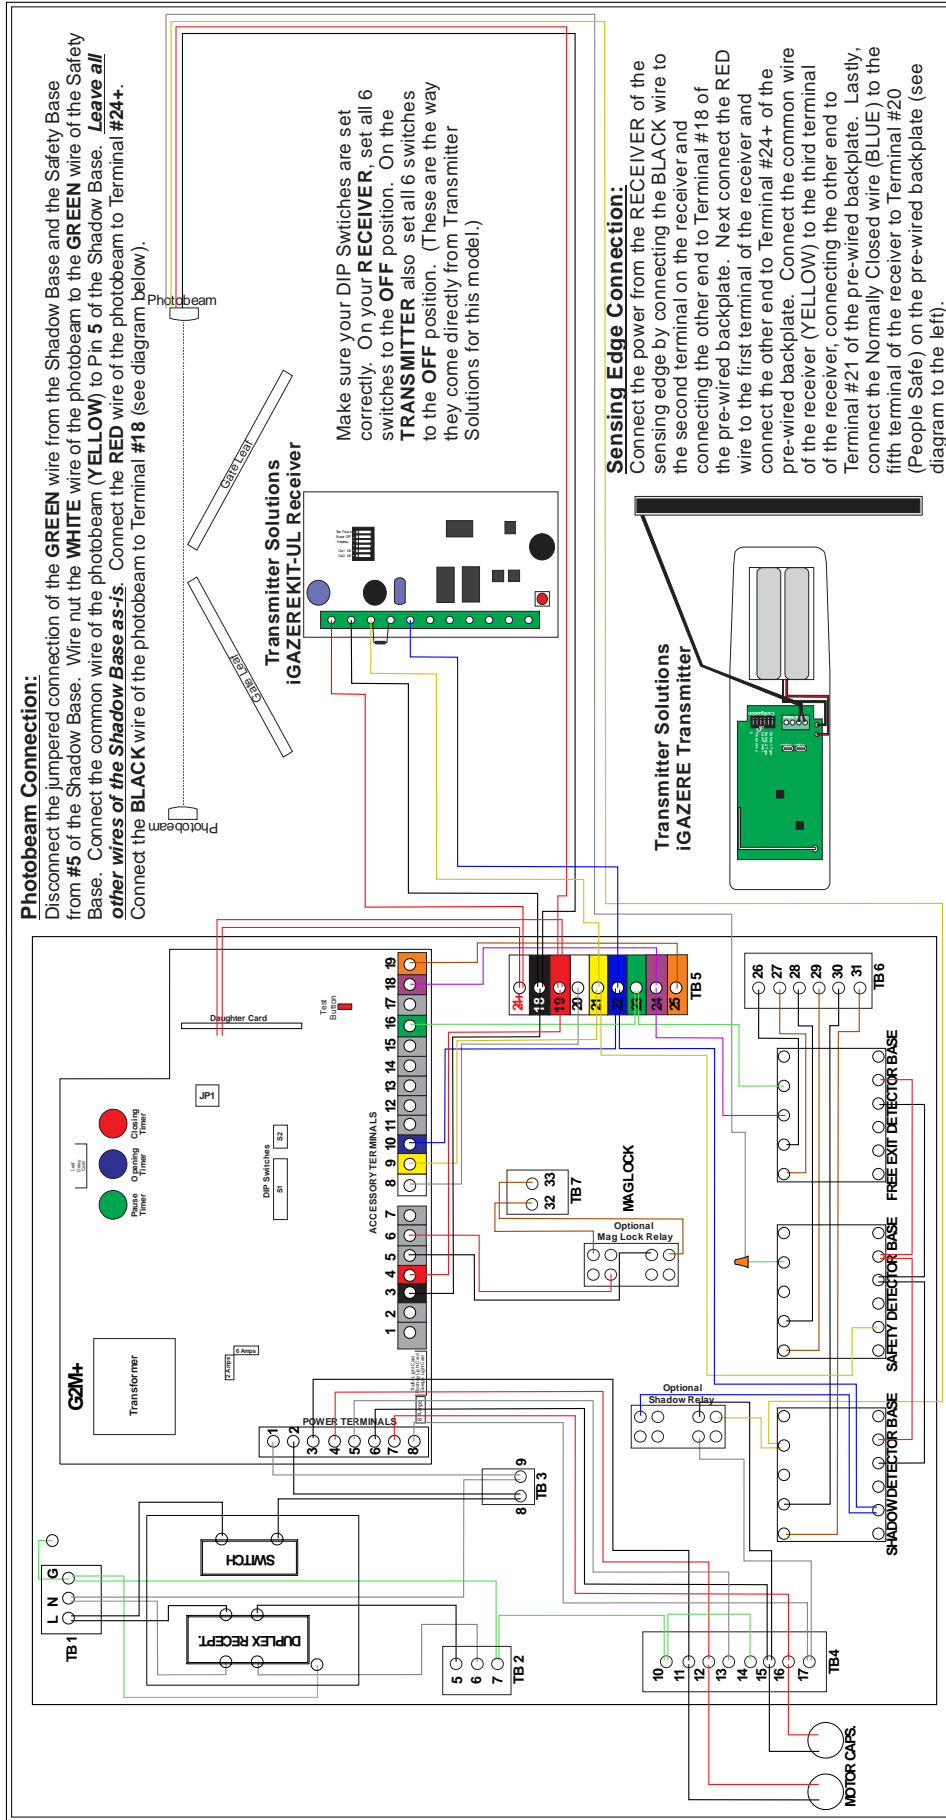 Photobeam Connection:
Disconnect the jumpered connection of the GREEN wire from the Shadow Base and the Safety Base
from #5 of the Shadow Base. Wire nut the WHITE wire of the photobeam to the GREEN wire of the Safety
Base. Connect the common wire of the photobeam (YELLOW) to Pin 5 of the Shadow Base. Leave all
other wires of the Shadow Base as-is. Connect the RED wire of the photobeam to Terminal #24+.
Connect the BLACK wire of the photobeam to Terminal #18 (see diagram below).
Photobeam
Photobeam
Gate Leaf
Gate Leaf
Transmitter Solutions
iGAZEREKIT-UL Receiver
Make sure your DIP Swtiches are set
correctly. On your RECEIVER, set all 6
switches to the OFF position. On the
TRANSMITTER also set all 6 switches
to the OFF position. (These are the way
they come directly from Transmitter
Solutions for this model.)
Sensing Edge Connection:
Connect the power from the RECEIVER of the
sensing edge by connecting the BLACK wire to
the second terminal on the receiver and
connecting the other end to Terminal #18 of
the pre-wired backplate. Next connect the RED
wire to the first terminal of the receiver and
connect the other end to Terminal #24+ of the
pre-wired backplate. Connect the common wire
of the receiver (YELLOW) to the third terminal
of the receiver, connecting the other end to
Terminal #21 of the pre-wired backplate. Lastly,
connect the Normally Closed wire (BLUE ) to the
fifth terminal of the receiver to Terminal #20
(People Safe) on the pre-wired backplate (see
diagram to the left).
Transmitter Solutions
iGAZERE Transmitter
G2M+
Transformer
Pause
Timer
Opening
Timer
Closing
Timer
JP1
Daughter Card
Test
Button
DIP Switches
S1
S2
2 Amps
6 Amps
6 Amps
POWER TERMINALS
1 2 3 4 5 6 7 8
ACCESSORY TERMINALS
1 2 3 4 5 6 7 8 9 10 11 12 13 14 15 16 17 18 19
L N G
TB1
SWITCH
DUPLEX RECEPT.
5 6 7
TB 2
8 9
TB 3
32 33
TB 7
MAG LOCK
Optional
Mag Lock Relay
24+ 18 19 20 21 22 23 24 25
TB 5
26 27 28 29 30 31
TB 6
Optional
Shadow Relay
SHADOW DETECTOR BASE
SAFETY DETECTOR BASE
FREE EXIT DETECTOR BASE
10 11 12 13 14 15 16 17
TB4
MOTOR CAPS.